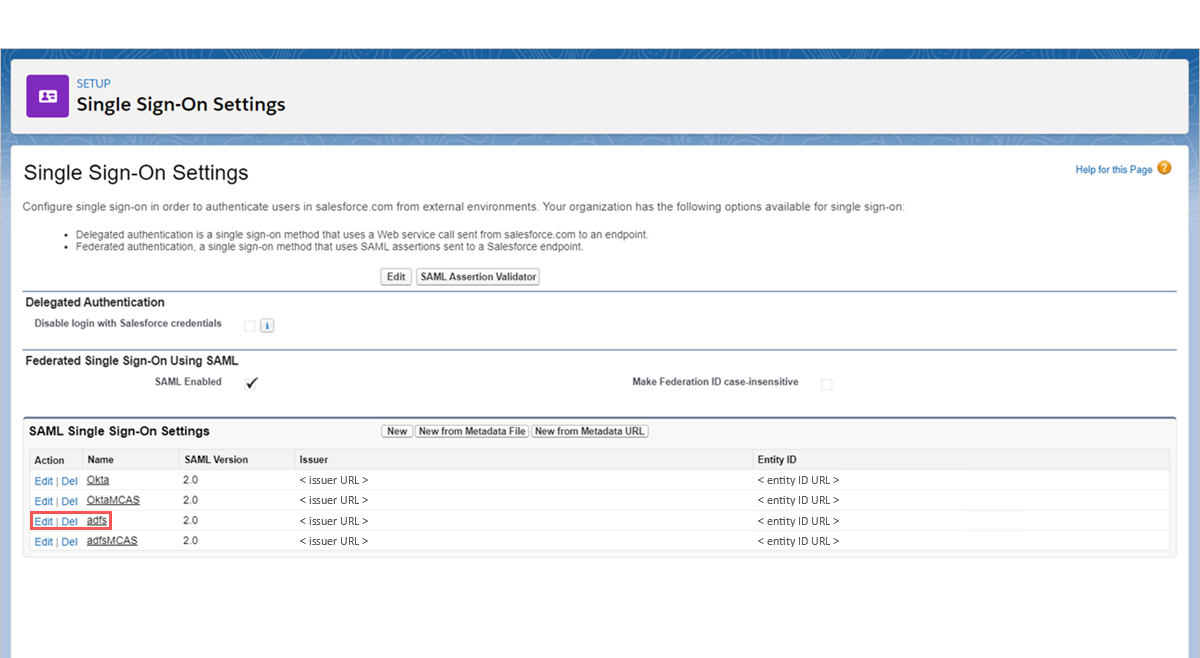 SETUP
Single Sign-On Settings
Single Sign-On Settings
Help for this Page ?
Configure single sign-on in order to authenticate users in salesforce.com from external environments. Your organization has the following options available for single sign-on:
• Delegated authentication is a single sign-on method that uses a Web service call sent from salesforce.com to an endpoint.
• Federated authentication, a single sign-on method that uses SAML assertions sent to a Salesforce endpoint.
Edit SAML Assertion Validator
Delegated Authentication
Disable login with Salesforce credentials i
Federated Single Sign-On Using SAML
SAML Enabled Make Federation ID case-insensitive
SAML Single Sign-On Settings New New from Metadata File New from Metadata URL
Action Name SAML Version Issuer Entity ID
Edit | Del Okta 2.0 < issuer URL > < entity ID URL >
Edit | Del OktaMCAS 2.0 < issuer URL > < entity ID URL >
Edit | Del adfs 2.0 < issuer URL > < entity ID URL >
Edit | Del adfsMCAS 2.0 < issuer URL > < entity ID URL >